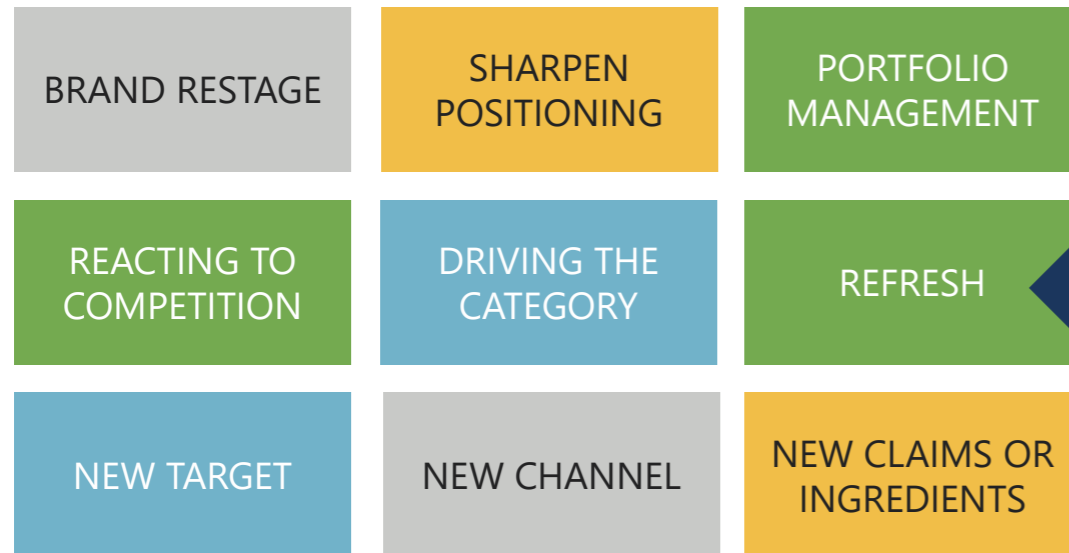 BRAND RESTAGE
SHARPEN
POSITIONING
PORTFOLIO
MANAGEMENT
REACTING TO
COMPETITION
DRIVING THE
CATEGORY
REFRESH
NEW TARGET
NEW CHANNEL
NEW CLAIMS OR
INGREDIENTS